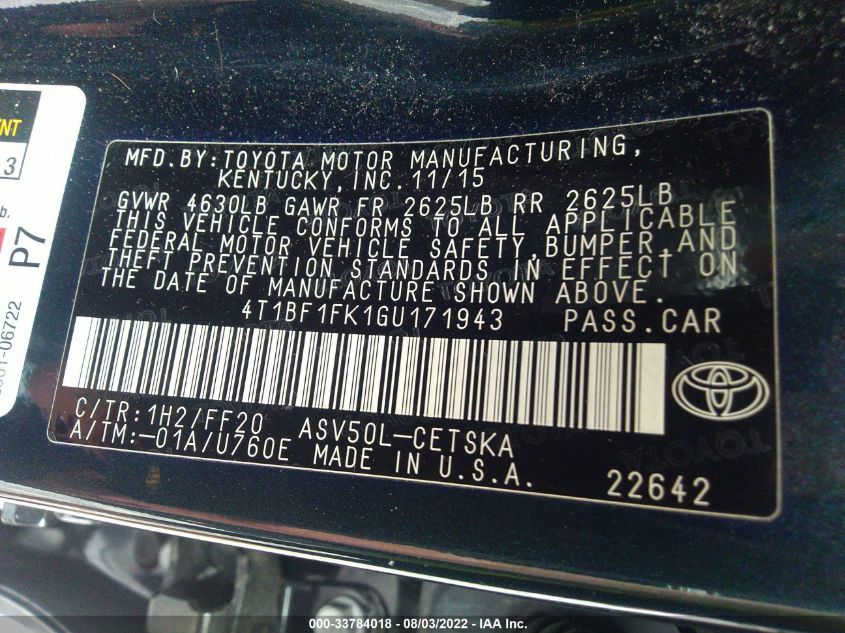 ENT
3
b.
P7
06722
MFD.BY:TOYOTA MOTOR MANUFACTURING,
KENTUCKY,INC.11/15
GVWR 4630LB GAWR FR 2625LB RR 2625LB
THIS VEHICLE CONFORMS TO ALL APPLICABLE
FEDERAL MOTOR VEHICLE SAFETY,BUMPER,AND
THEFT PREVENTION STANDARDS IN EFFECT ON
THE DATE OF MANUFACTURE SHOWN ABOVE.
4T1BF1FK1GU171943 PASS.CAR
C/TR:1H2/FF20 ASV50L-CETSKA
A/TM:-01A/U760E MADE IN U.S.A.
22642
000-33784018 - 08/03/2022 - IAA Inc.